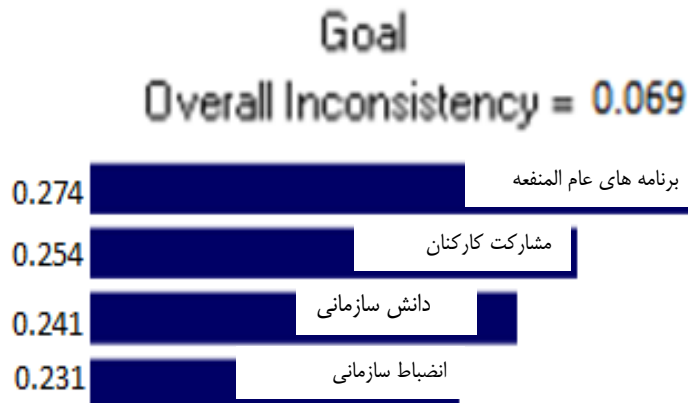 Goal
Overall Inconsistency = 0.069
0.274 برنامه های عام المنفعه
0.254 مشارکت کارکنان
0.241 دانش سازمانی
0.231 انضباط سازمانی